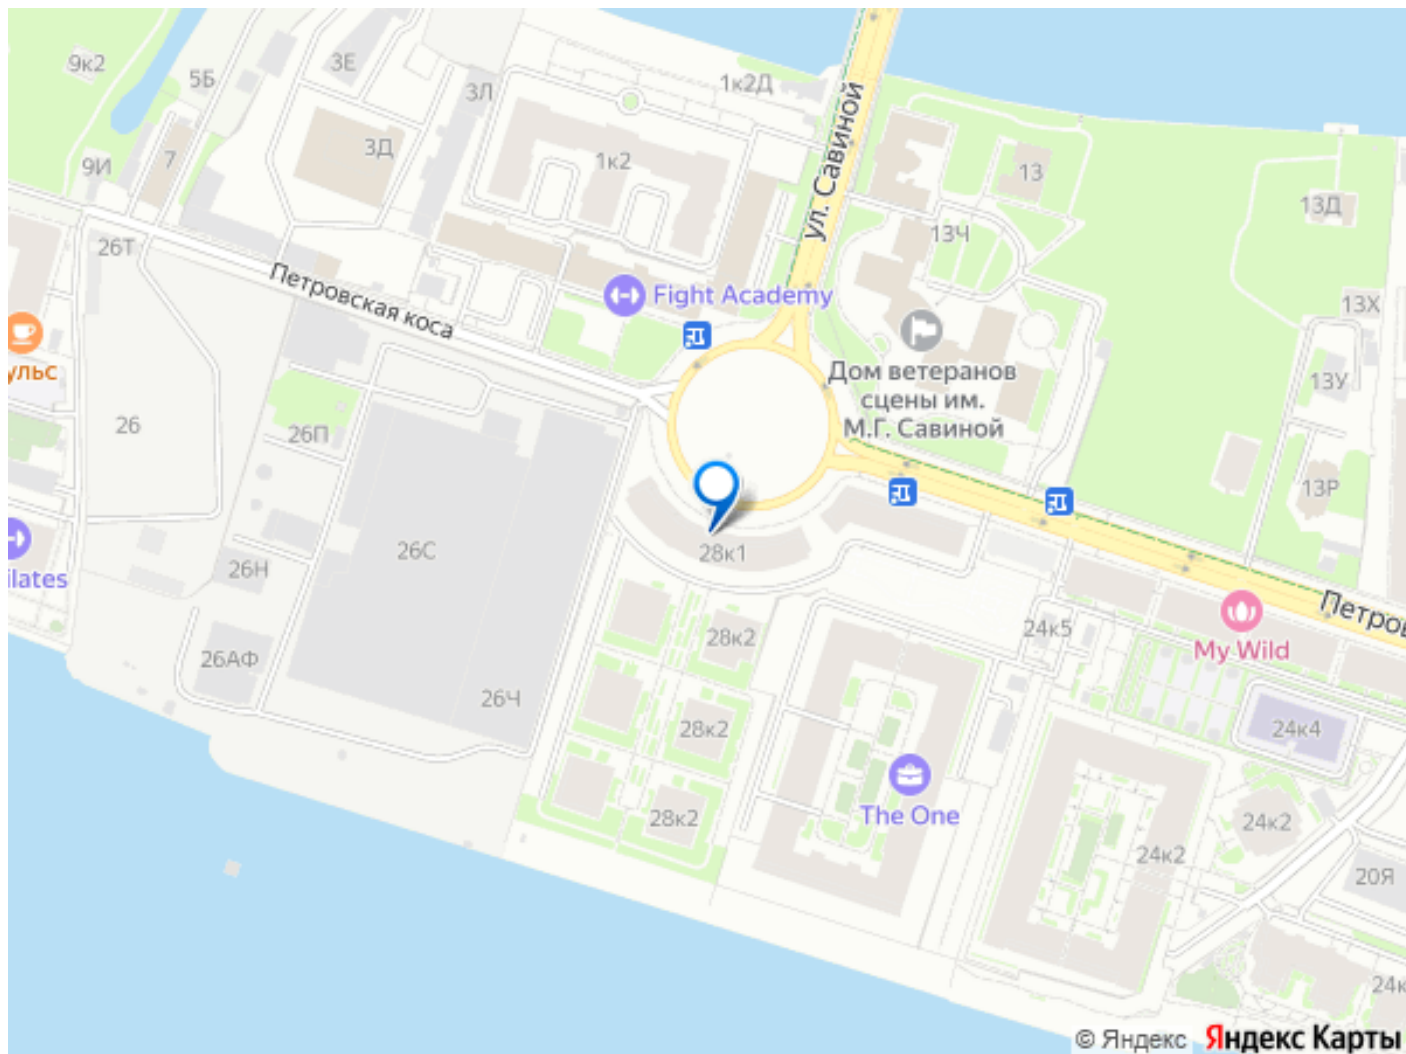 9к2
5Б
3Е
3Л
1к2Д
ул. Савиной
9И
7
3Д
1к2
13
13Д
13Ч
26Т
Петровская коса
Fight Academy
13Х
Дом ветеранов
сцены им.
М.Г. Савиной
13У
ульс
26
26П
13Р
26С
28к1
26Н
ilates
Петров
My Wild
24к5
28к2
26АФ
26Ч
28к2
24к4
The One
28к2
24к2
24к2
20Я
24к
© Яндекс Яндекс Карты